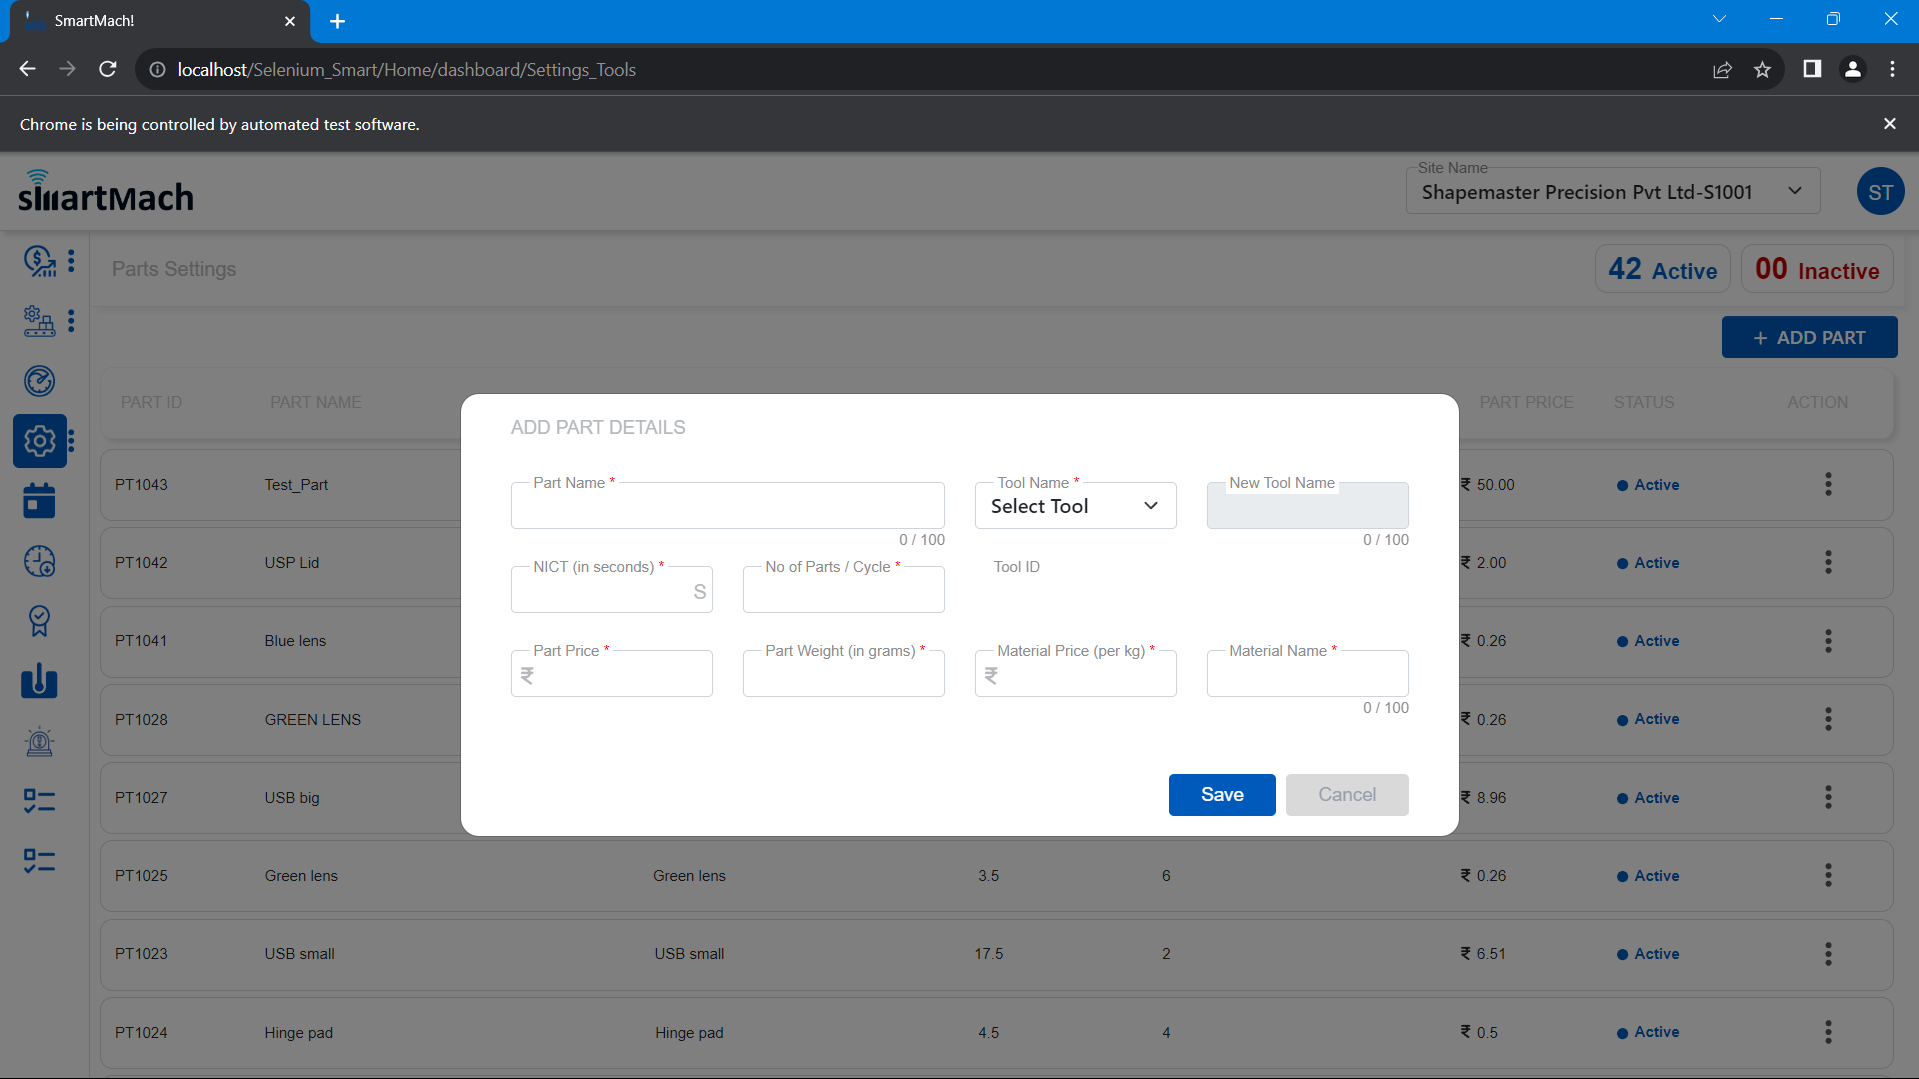 SmartMach!
localhost/Selenium_Smart/Home/dashboard/Settings_Tools
Chrome is being controlled by automated test software.
smartMach
Site Name
Shapemaster Precision Pvt Ltd-S1001
ST
Parts Settings
42 Active
00 Inactive
+ ADD PART
PART ID PART NAME PART PRICE STATUS ACTION
ADD PART DETAILS
Part Name *
Tool Name *
Select Tool
New Tool Name
0 / 100
0 / 100
NICT (in seconds) *
S
No of Parts / Cycle *
Tool ID
Part Price *
₹
Part Weight (in grams) *
Material Price (per kg) *
₹
Material Name *
0 / 100
Save
Cancel
PT1043 Test_Part ₹ 50.00 Active
PT1042 USP Lid ₹ 2.00 Active
PT1041 Blue lens ₹ 0.26 Active
PT1028 GREEN LENS ₹ 0.26 Active
PT1027 USB big ₹ 8.96 Active
PT1025 Green lens Green lens 3.5 6 ₹ 0.26 Active
PT1023 USB small USB small 17.5 2 ₹ 6.51 Active
PT1024 Hinge pad Hinge pad 4.5 4 ₹ 0.5 Active